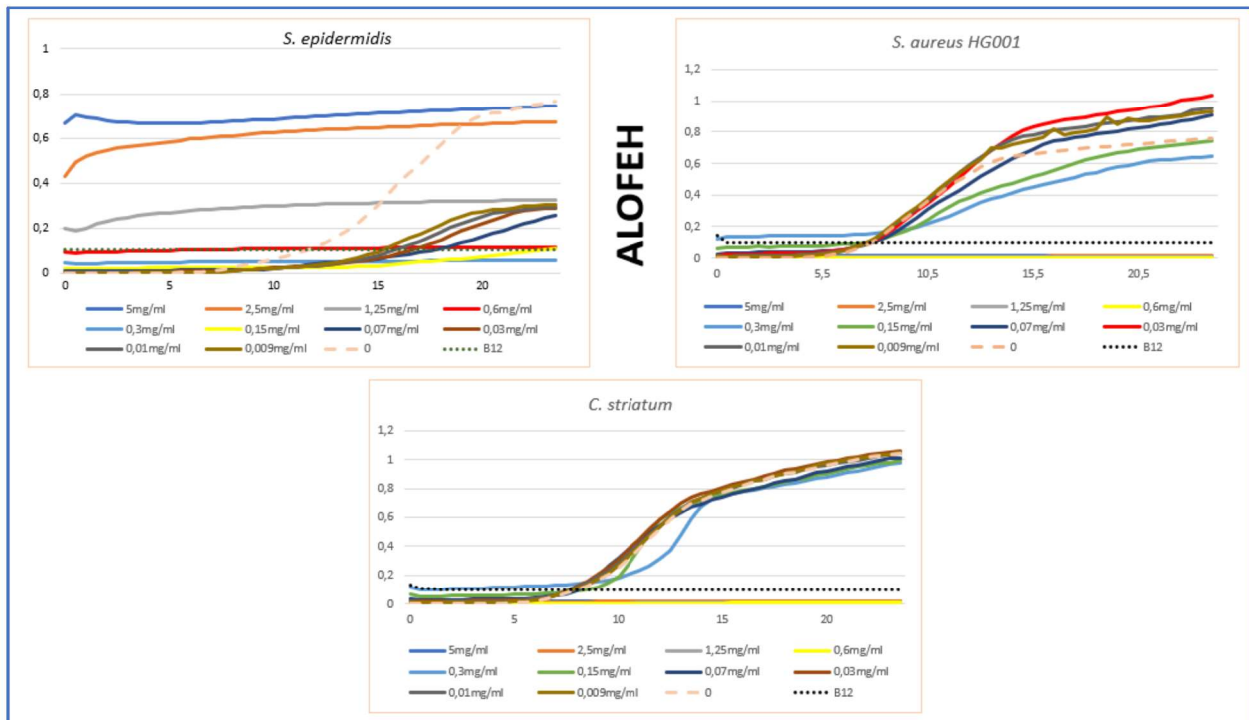 S. epidermidis
1
0,8
0,6
0,4
0,2
0
0 5 10 15 20
5mg/ml 2,5mg/ml 1,25mg/ml 0,6mg/ml
0,3mg/ml 0,15mg/ml 0,07mg/ml 0,03mg/ml
0,01mg/ml 0,009mg/ml 0 B12
ALOFEH
S. aureus HG001
1,2
1
0,8
0,6
0,4
0,2
0
0 5,5 10,5 15,5 20,5
5mg/ml 2,5mg/ml 1,25mg/ml 0,6mg/ml
0,3mg/ml 0,15mg/ml 0,07mg/ml 0,03mg/ml
0,01mg/ml 0,009mg/ml 0 B12
C. striatum
1,2
1
0,8
0,6
0,4
0,2
0
0 5 10 15 20
5mg/ml 2,5mg/ml 1,25mg/ml 0,6mg/ml
0,3mg/ml 0,15mg/ml 0,07mg/ml 0,03mg/ml
0,01mg/ml 0,009mg/ml 0 B12